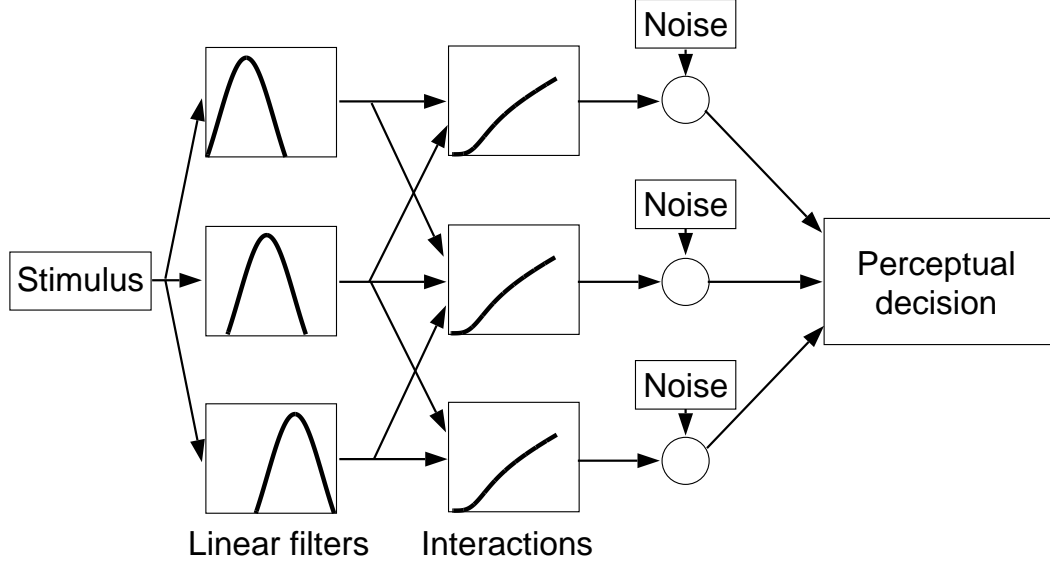 Noise
Noise
Stimulus
Perceptual
decision
Noise
Linear filters
Interactions